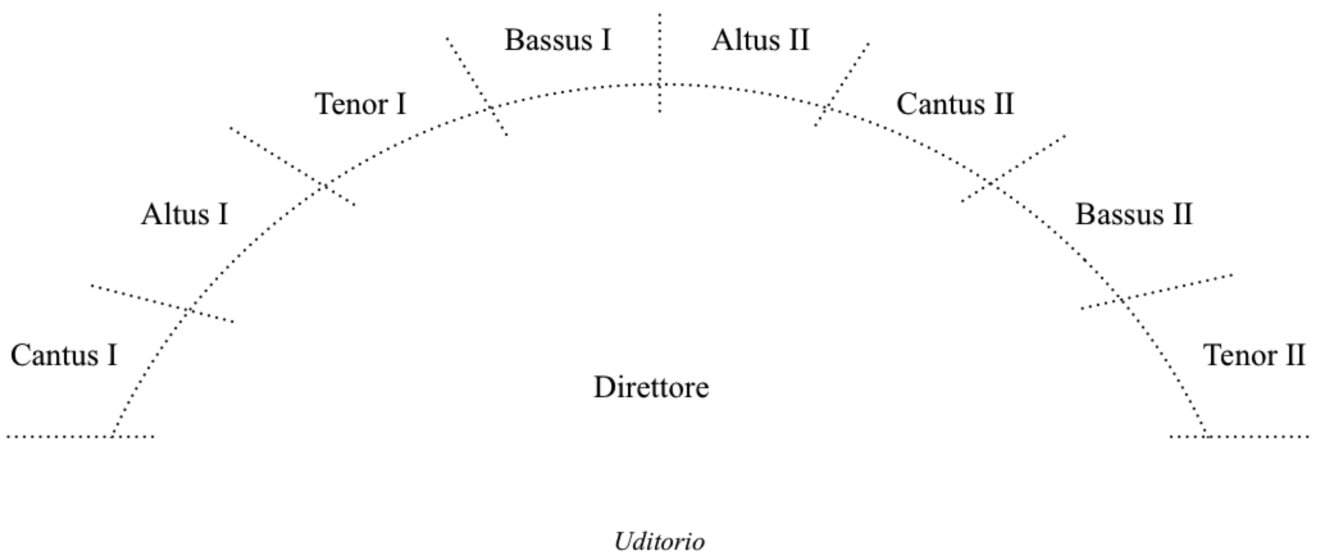 Bassus I
Altus II
Tenor I
Cantus II
Altus I
Bassus II
Cantus I
Tenor II
Direttore
Uditorio